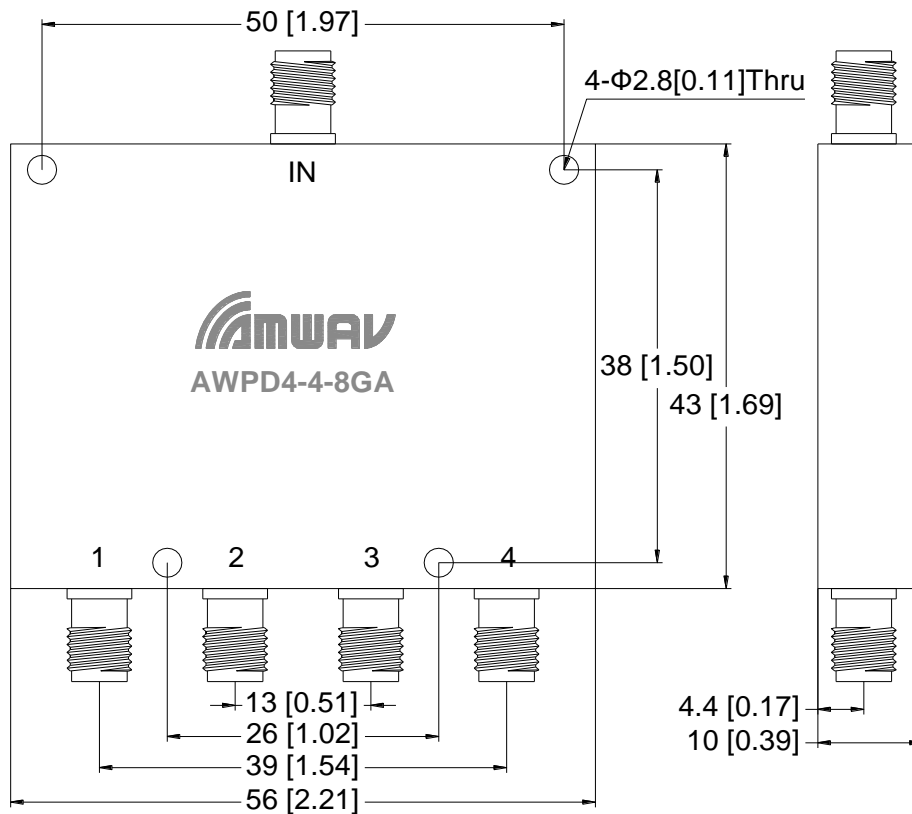 50 [1.97]
4-Φ2.8[0.11]Thru
IN
AMWAV
AWPD4-4-8GA
38 [1.50]
43 [1.69]
1 2 3 4
13 [0.51]
26 [1.02]
39 [1.54]
56 [2.21]
4.4 [0.17]
10 [0.39]